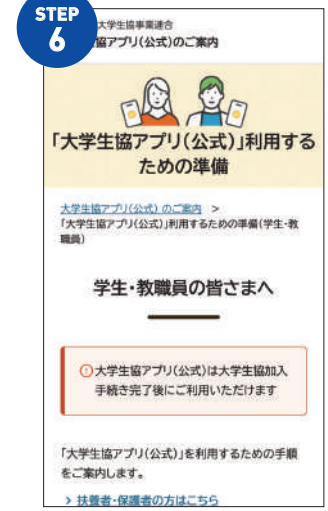 STEP
6
大学生協事業連合
協アプリ(公式)のご案内
「大学生協アプリ(公式)」利用する
ための準備
大学生協アプリ(公式)のご案内 >
「大学生協アプリ(公式)」利用するための準備(学生・教
職員)
学生・教職員の皆さまへ
大学生協アプリ(公式)は大学生協加入
手続き完了後にご利用いただけます
「大学生協アプリ(公式)」を利用するための手順
をご案内します。
> 扶養者・保護者の方はこちら